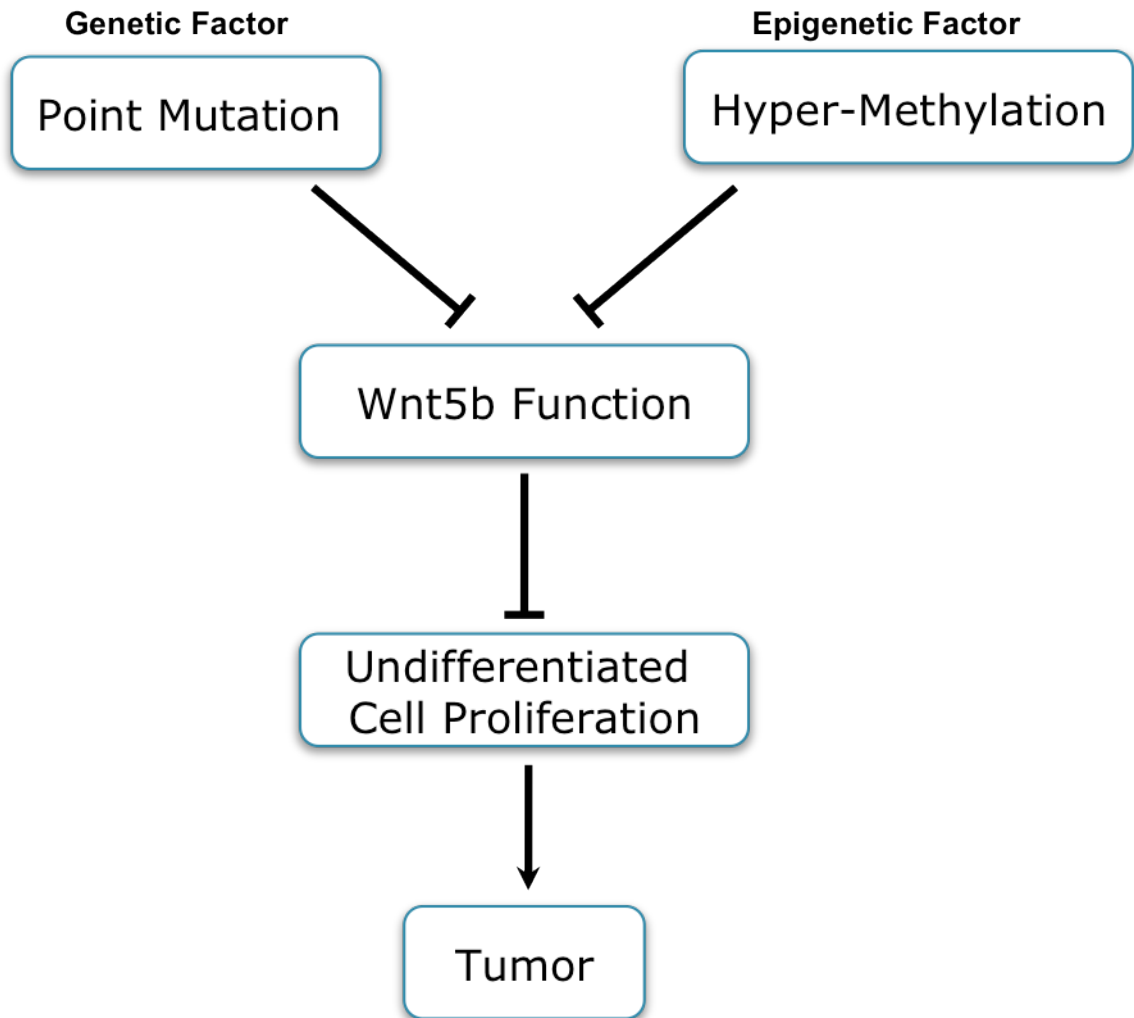 Genetic Factor
Epigenetic Factor
Point Mutation
Hyper-Methylation
Wnt5b Function
Undifferentiated
Cell Proliferation
Tumor